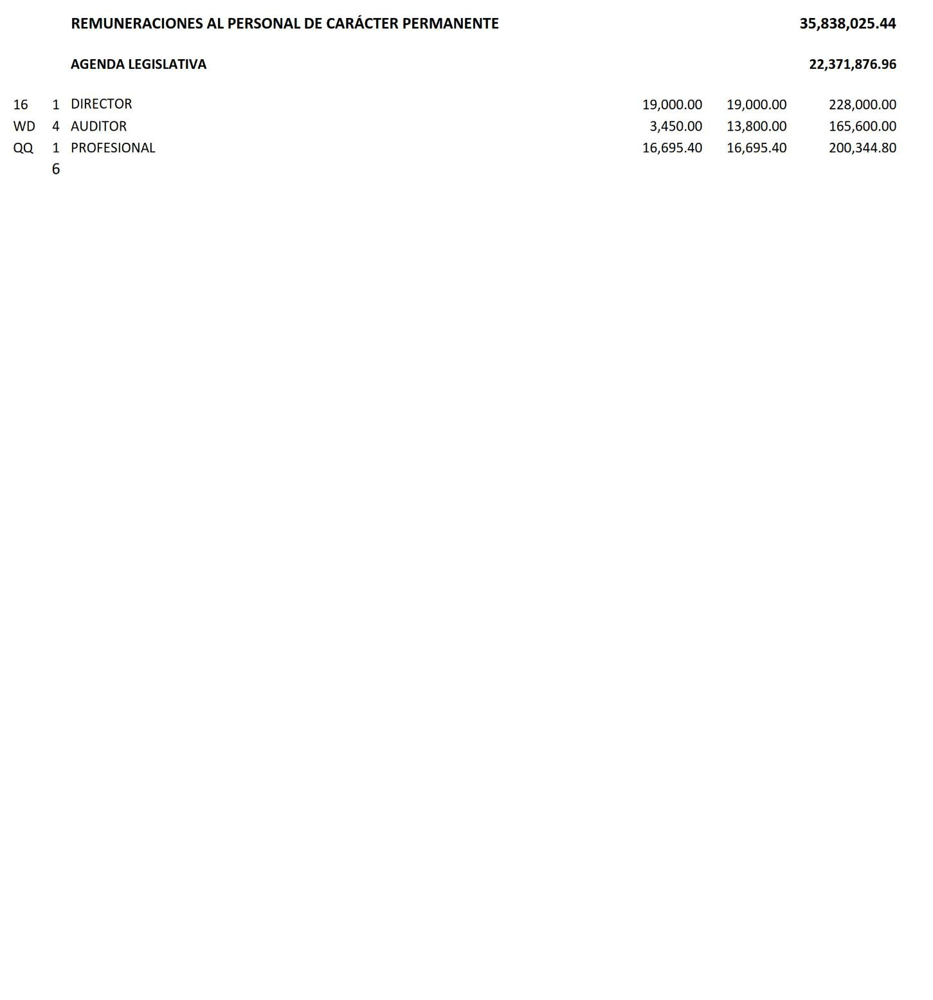 REMUNERACIONES AL PERSONAL DE CARÁCTER PERMANENTE 35,838,025.44
AGENDA LEGISLATIVA 22,371,876.96
16 1 DIRECTOR 19,000.00 19,000.00 228,000.00
WD 4 AUDITOR 3,450.00 13,800.00 165,600.00
QQ 1 PROFESIONAL 16,695.40 16,695.40 200,344.80
6